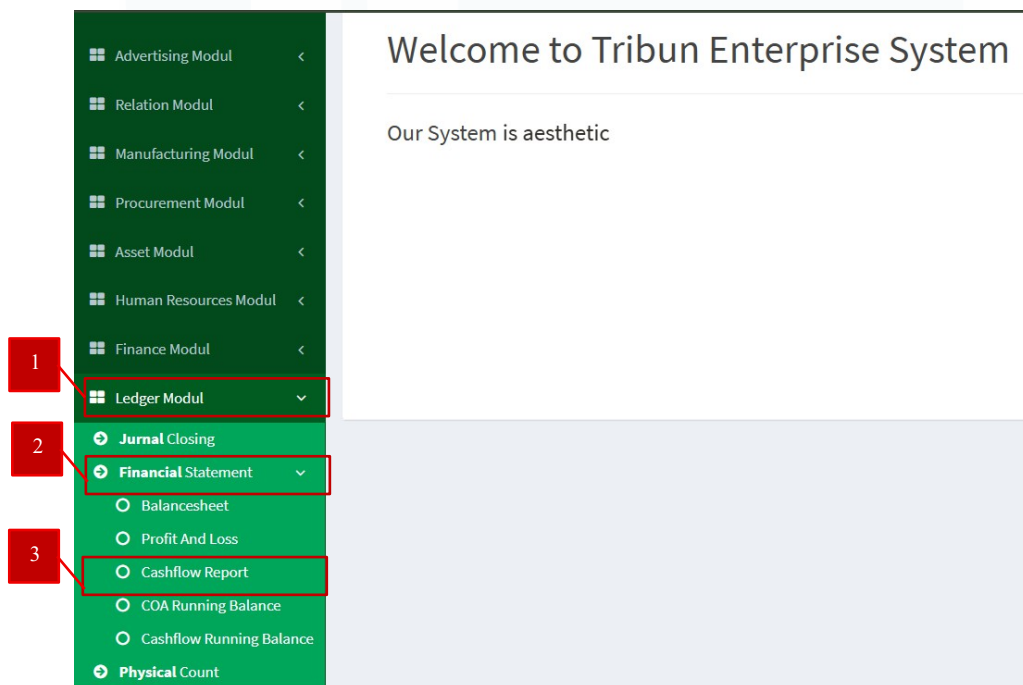 Welcome to Tribun Enterprise System
Our System is aesthetic
Advertising Modul
Relation Modul
Manufacturing Modul
Procurement Modul
Asset Modul
Human Resources Modul
Finance Modul
1
Ledger Modul
Jurnal Closing
2
Financial Statement
Balancesheet
Profit And Loss
3
Cashflow Report
COA Running Balance
Cashflow Running Balance
Physical Count